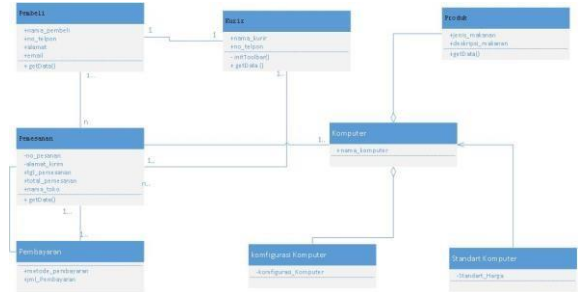 Pembeli
+nama_pembeli
+no_telpon
+alamat
+email
+ getData()
1
1
Kurir
+nama_kurir
+no_telpon
- initToolbar()
+ getData ()
Produk
+jenis_makanan
+deskripsi_makanan
+getData()
1..
1..
n
Pemesanan
-no_pesanan
-alamat_kirim
+tgl_pemesanan
+total_pemesanan
+nama_toko
+ getData()
1..
1..
n..
Komputer
+nama_komputer
1..
1..
Pembayaran
+metode_pembayaran
+jml_Pembayaran
komfigurasi Komputer
-komfigurasi_Komputer
Standart Komputer
-Standart_Harga